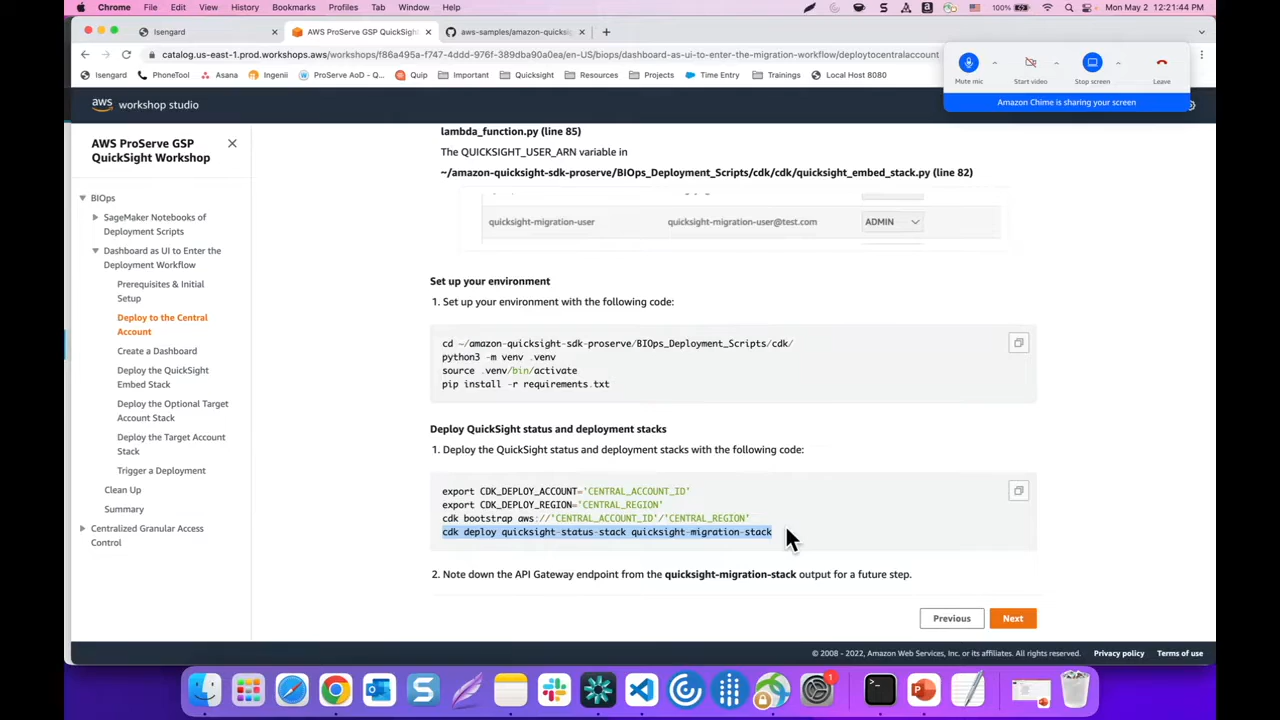 Chrome File Edit View History Bookmarks Profiles Tab Window Help
100% Mon May 2 12:21:44 PM
Isengard
AWS ProServe GSP QuickSight
aws-samples/amazon-quicksig
catalog.us-east-1.prod.workshops.aws/workshops/f86a495a-f747-4ddd-976f-389dba90a0ea/en-US/biops/dashboard-as-ui-to-enter-the-migration-workflow/deploytocentralaccount
Isengard PhoneTool Asana Ingenii ProServe AoD - Q... Quip Important Quicksight Resources Projects Time Entry Trainings Local Host 8080
Mute mic Start video Stop screen Leave
Amazon Chime is sharing your screen
aws workshop studio
AWS ProServe GSP
QuickSight Workshop
BIOps
SageMaker Notebooks of
Deployment Scripts
Dashboard as UI to Enter the
Deployment Workflow
Prerequisites & Initial
Setup
Deploy to the Central
Account
Create a Dashboard
Deploy the QuickSight
Embed Stack
Deploy the Optional Target
Account Stack
Deploy the Target Account
Stack
Trigger a Deployment
Clean Up
Summary
Centralized Granular Access
Control
lambda_function.py (line 85)
The QUICKSIGHT_USER_ARN variable in
~/amazon-quicksight-sdk-proserve/BIOps_Deployment_Scripts/cdk/cdk/quicksight_embed_stack.py (line 82)
quicksight-migration-user quicksight-migration-user@test.com ADMIN
Set up your environment
1. Set up your environment with the following code:
cd ~/amazon-quicksight-sdk-proserve/BIOps_Deployment_Scripts/cdk/
python3 -m venv .venv
source .venv/bin/activate
pip install -r requirements.txt
Deploy QuickSight status and deployment stacks
1. Deploy the QuickSight status and deployment stacks with the following code:
export CDK_DEPLOY_ACCOUNT='CENTRAL_ACCOUNT_ID'
export CDK_DEPLOY_REGION='CENTRAL_REGION'
cdk bootstrap aws://'CENTRAL_ACCOUNT_ID'/'CENTRAL_REGION'
cdk deploy quicksight-status-stack quicksight-migration-stack
2. Note down the API Gateway endpoint from the quicksight-migration-stack output for a future step.
Previous Next
© 2008 - 2022, Amazon Web Services, Inc. or its affiliates. All rights reserved. Privacy policy Terms of use
1